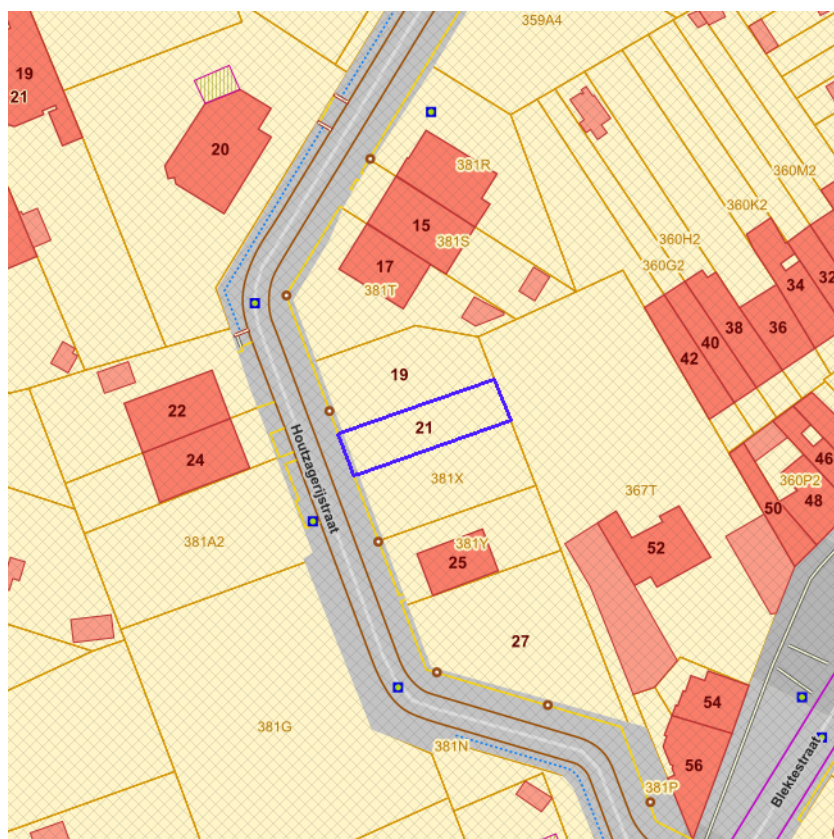 359A4
19
21
20
381R
360M2
15
360K2
381S
360H2
17
360G2
381T
34
32
38
36
40
42
19
22
21
46
24
381X
360P2
367T
50
48
Houtzagerijstraat
381A2
381Y
52
25
27
54
381G
381N
56
Blektestraat
381P